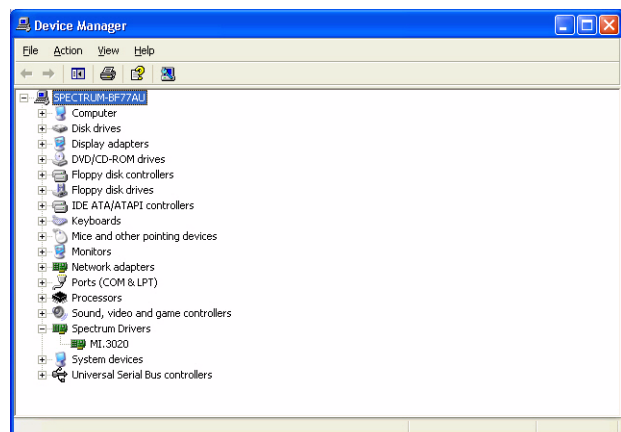 Device Manager
File Action View Help
SPECTRUM-BF77AU
Computer
Disk drives
Display adapters
DVD/CD-ROM drives
Floppy disk controllers
Floppy disk drives
IDE ATA/ATAPI controllers
Keyboards
Mice and other pointing devices
Monitors
Network adapters
Ports (COM & LPT)
Processors
Sound, video and game controllers
Spectrum Drivers
MI.3020
System devices
Universal Serial Bus controllers